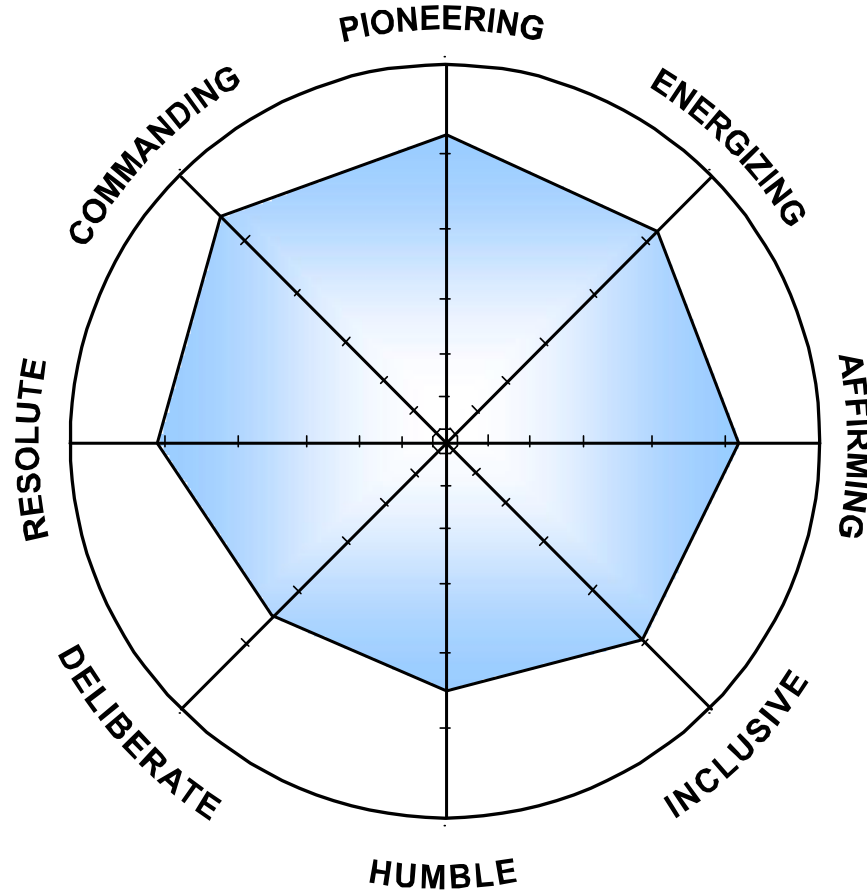 PIONEERING
ENERGIZING
AFFIRMING
INCLUSIVE
HUMBLE
DELIBERATE
RESOLUTE
COMMANDING